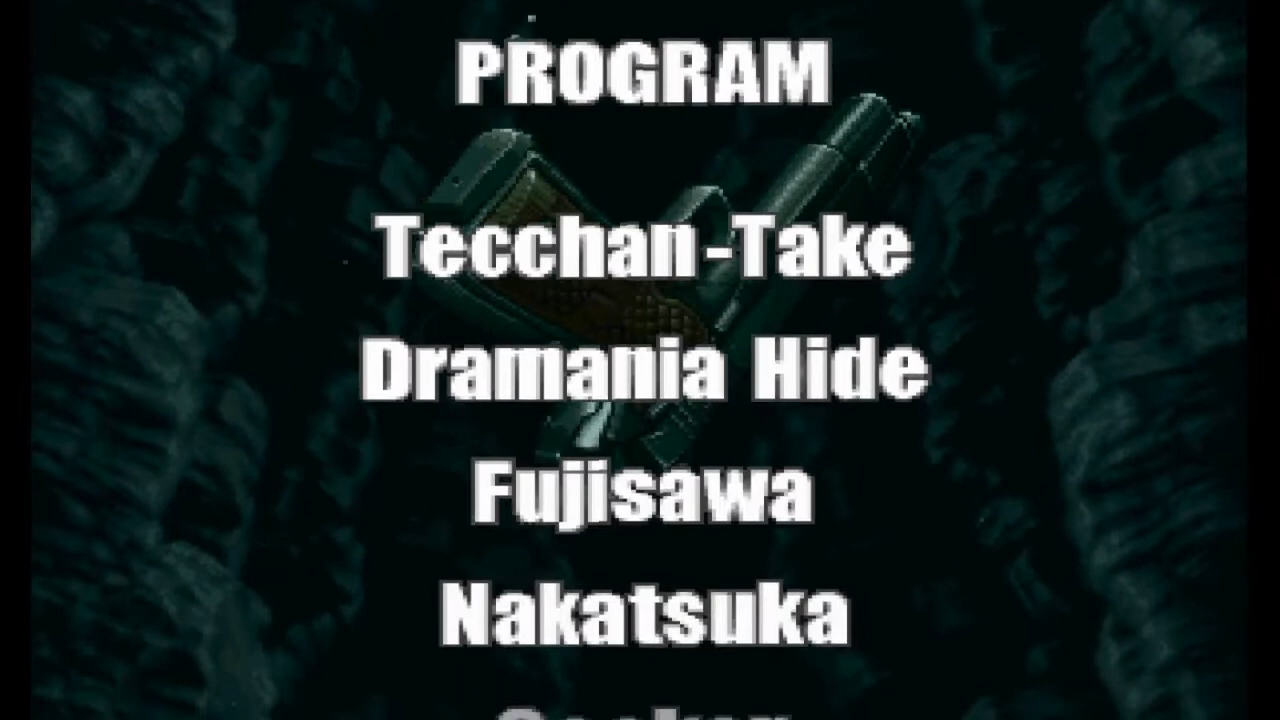 PROGRAM
Tecchan-Take
Dramania Hide
Fujisawa
Nakatsuka